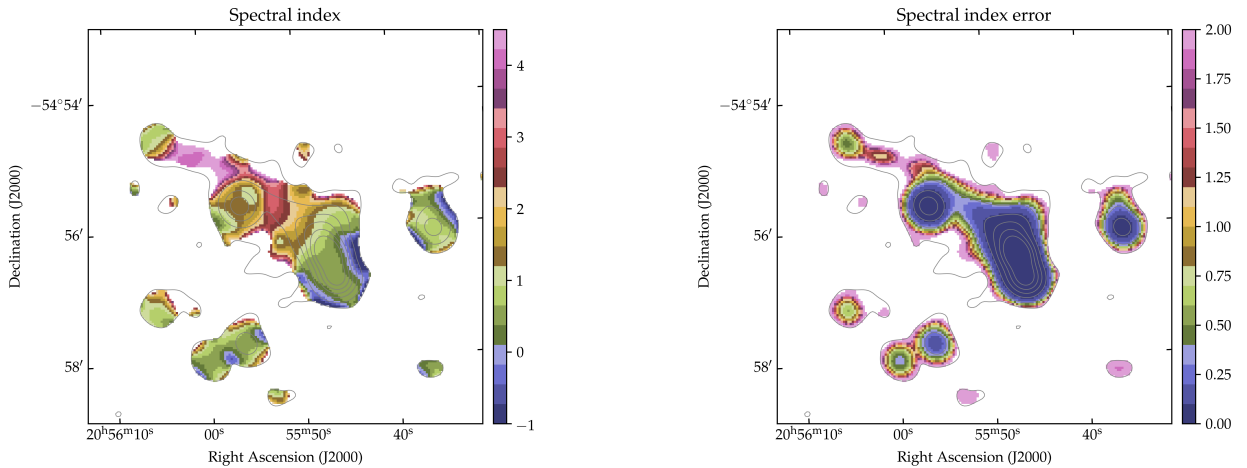 Spectral index
4
3
2
1
0
−1
−54°54′
56′
58′
Declination (J2000)
20ʰ56ᵐ10ˢ 00ˢ 55ᵐ50ˢ 40ˢ
Right Ascension (J2000)
Spectral index error
2.00
1.75
1.50
1.25
1.00
0.75
0.50
0.25
0.00
−54°54′
56′
58′
Declination (J2000)
20ʰ56ᵐ10ˢ 00ˢ 55ᵐ50ˢ 40ˢ
Right Ascension (J2000)